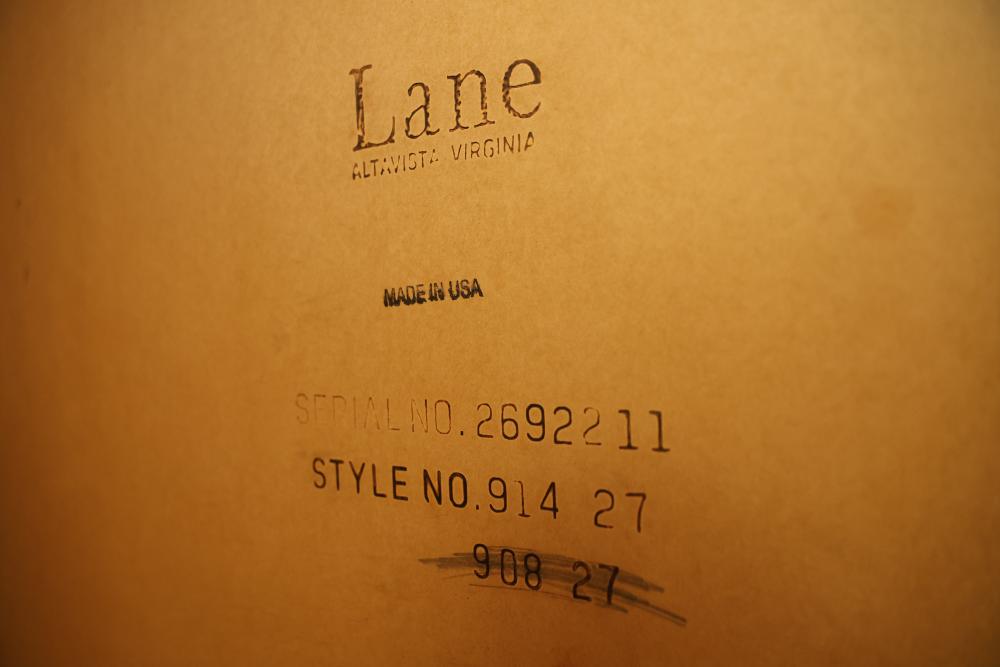 Lane
ALTAVISTA VIRGINIA
MADE IN USA
SERIAL NO. 2692211
STYLE NO. 914 27
908 27